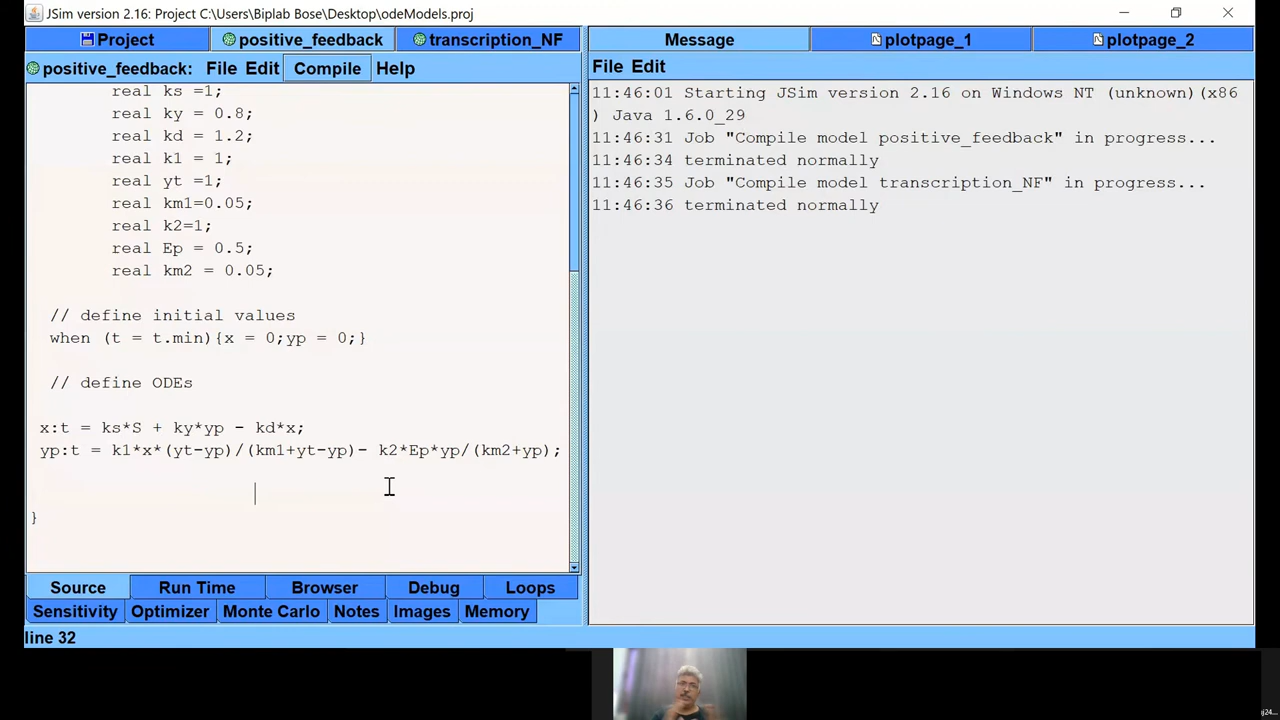 JSim version 2.16: Project C:\Users\Biplab Bose\Desktop\odeModels.proj
Project positive_feedback transcription_NF Message plotpage_1 plotpage_2
positive_feedback: File Edit Compile Help
File Edit
real ks =1;
real ky = 0.8;
real kd = 1.2;
real k1 = 1;
real yt =1;
real km1=0.05;
real k2=1;
real Ep = 0.5;
real km2 = 0.05;
// define initial values
when (t = t.min){x = 0;yp = 0;}
// define ODEs
x:t = ks*S + ky*yp - kd*x;
yp:t = k1*x*(yt-yp)/(km1+yt-yp)- k2*Ep*yp/(km2+yp);
}
11:46:01 Starting JSim version 2.16 on Windows NT (unknown)(x86
) Java 1.6.0_29
11:46:31 Job "Compile model positive_feedback" in progress...
11:46:34 terminated normally
11:46:35 Job "Compile model transcription_NF" in progress...
11:46:36 terminated normally
Source Run Time Browser Debug Loops
Sensitivity Optimizer Monte Carlo Notes Images Memory
line 32